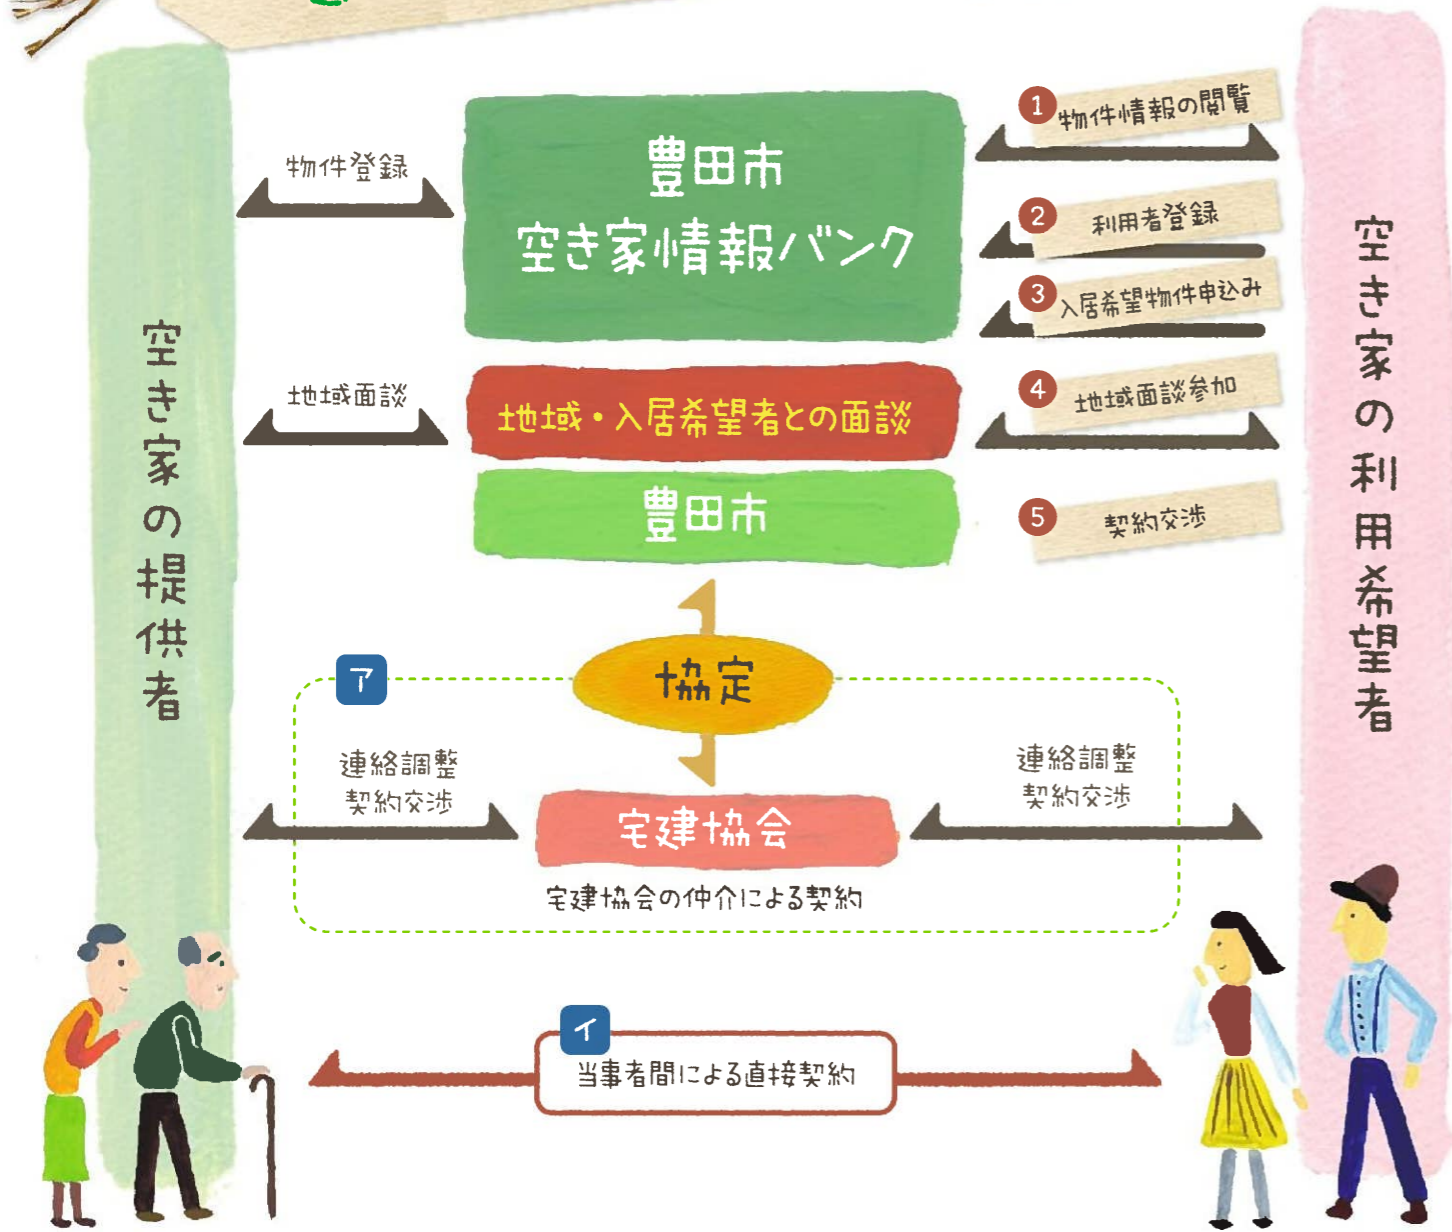 物件登録
豊田市
空き家情報バンク
1 物件情報の閲覧
2 利用者登録
3 入居希望物件申込み
地域面談
地域・入居希望者との面談
4 地域面談参加
豊田市
5 契約交渉
空き家の提供者
空き家の利用希望者
協定
ア
連絡調整
契約交渉
宅建協会
連絡調整
契約交渉
宅建協会の仲介による契約
イ
当事者間による直接契約